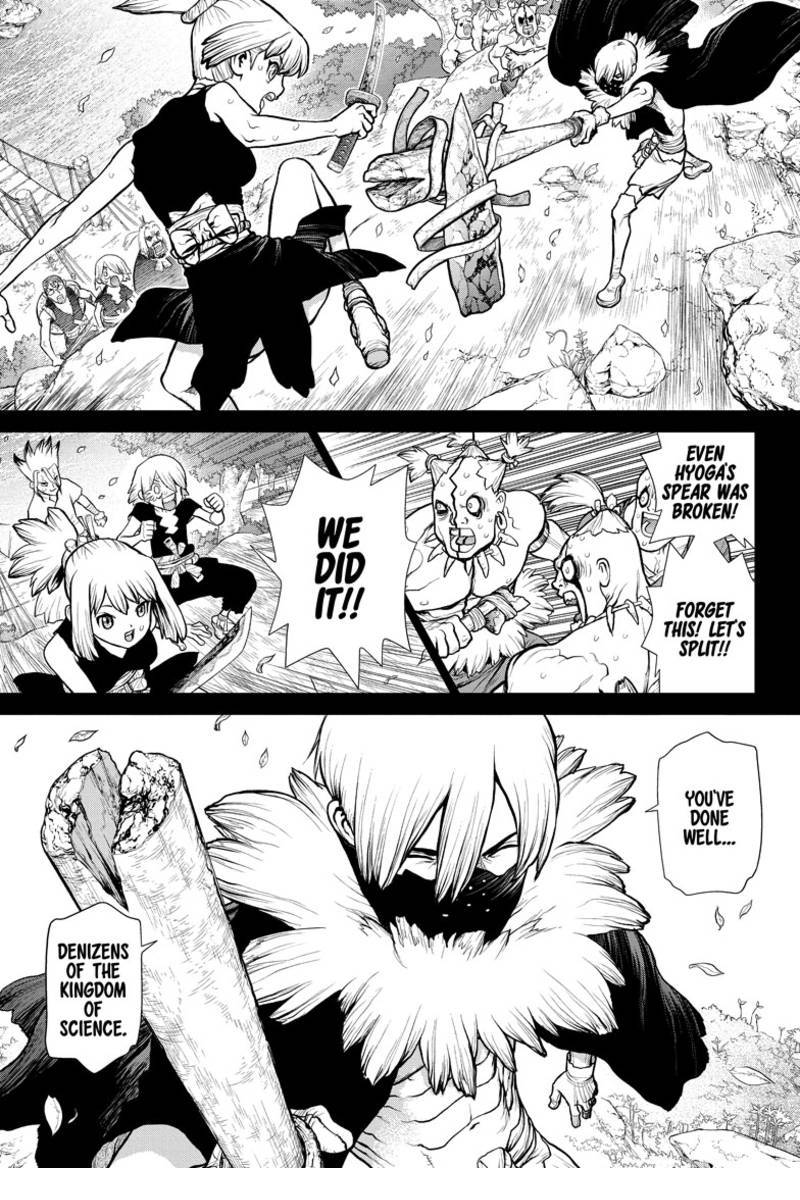 EVEN
HYOGA'S
SPEAR WAS
BROKEN!
FORGET
THIS! LET'S
SPLIT!!
WE
DID
IT!!
YOU'VE
DONE
WELL...
DENIZENS
OF THE
KINGDOM
OF
SCIENCE.